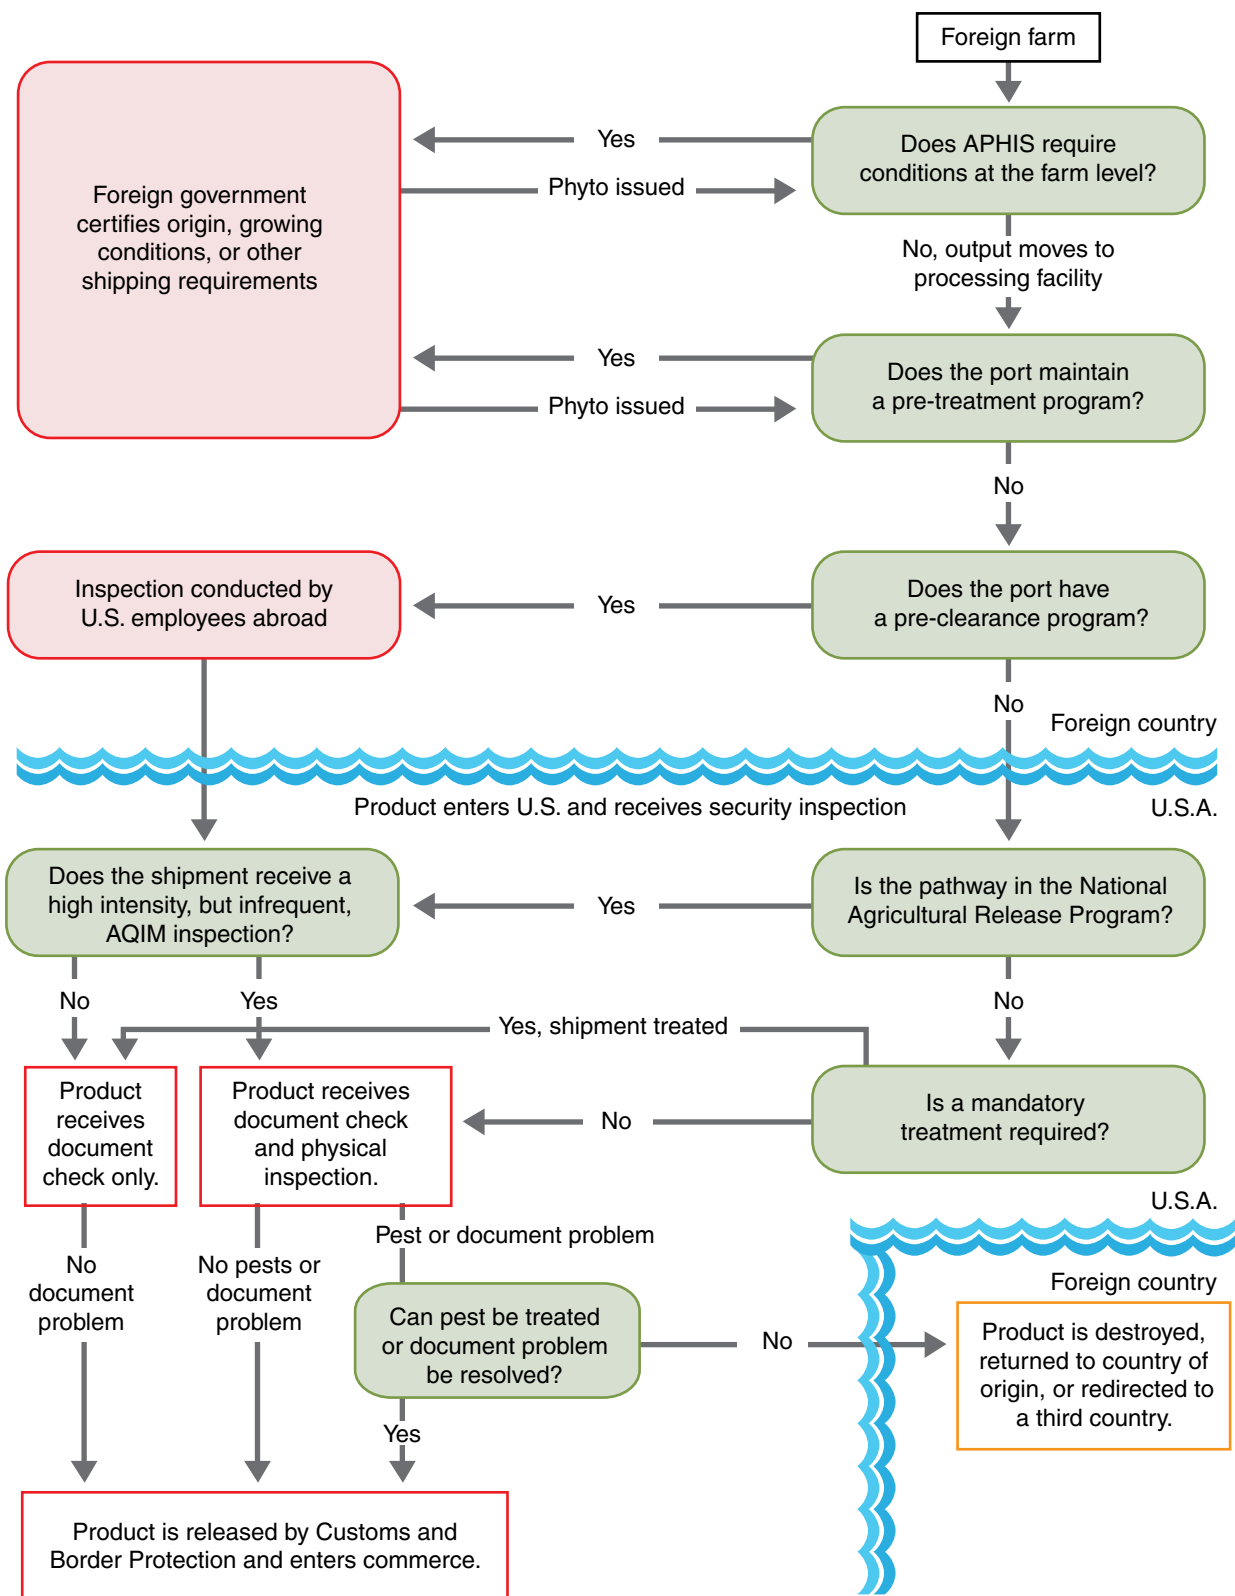 Foreign farm
Does APHIS require
conditions at the farm level?
Yes
Phyto issued
Foreign government
certifies origin, growing
conditions, or other
shipping requirements
No, output moves to
processing facility
Does the port maintain
a pre-treatment program?
Yes
Phyto issued
No
Does the port have
a pre-clearance program?
Yes
Inspection conducted by
U.S. employees abroad
No
Foreign country
Product enters U.S. and receives security inspection
U.S.A.
Does the shipment receive a
high intensity, but infrequent,
AQIM inspection?
Yes
Is the pathway in the National
Agricultural Release Program?
No
Yes
No
Yes, shipment treated
Product
receives
document
check only.
Product receives
document check
and physical
inspection.
No
Is a mandatory
treatment required?
U.S.A.
Pest or document problem
No
document
problem
No pests or
document
problem
Foreign country
Can pest be treated
or document problem
be resolved?
No
Product is destroyed,
returned to country of
origin, or redirected to
a third country.
Yes
Product is released by Customs and
Border Protection and enters commerce.